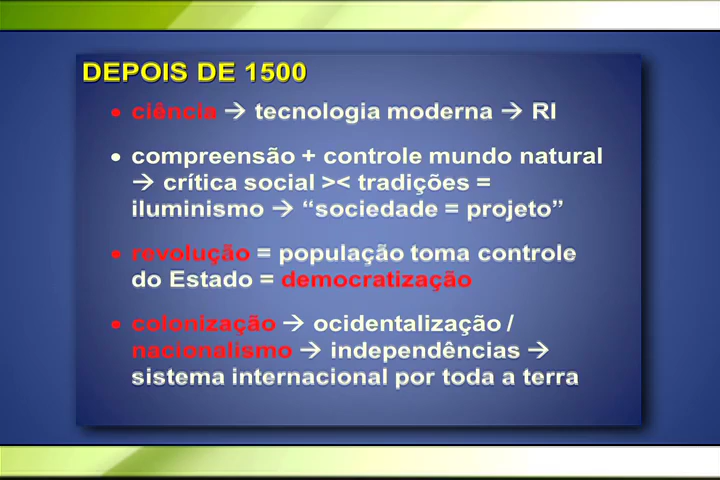 DEPOIS DE 1500
• ciência → tecnologia moderna → RI
• compreensão + controle mundo natural
→ crítica social >< tradições =
iluminismo → “sociedade = projeto”
• revolução = população toma controle
do Estado = democratização
• colonização → ocidentalização /
nacionalismo → independências →
sistema internacional por toda a terra